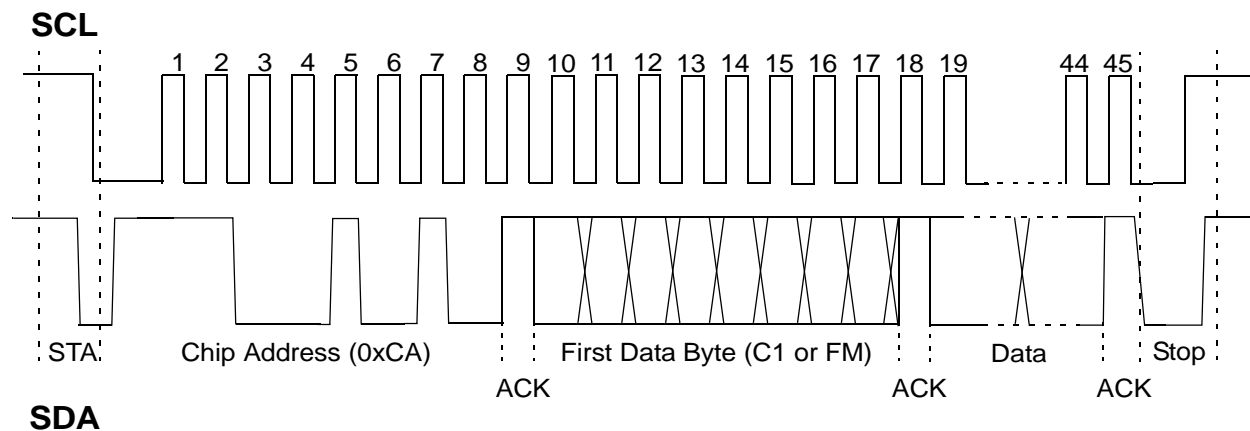 SCL
1 2 3 4 5 6 7 8 9 10 11 12 13 14 15 16 17 18 19 44 45
STA Chip Address (0xCA) First Data Byte (C1 or FM) Data Stop
ACK ACK ACK
SDA